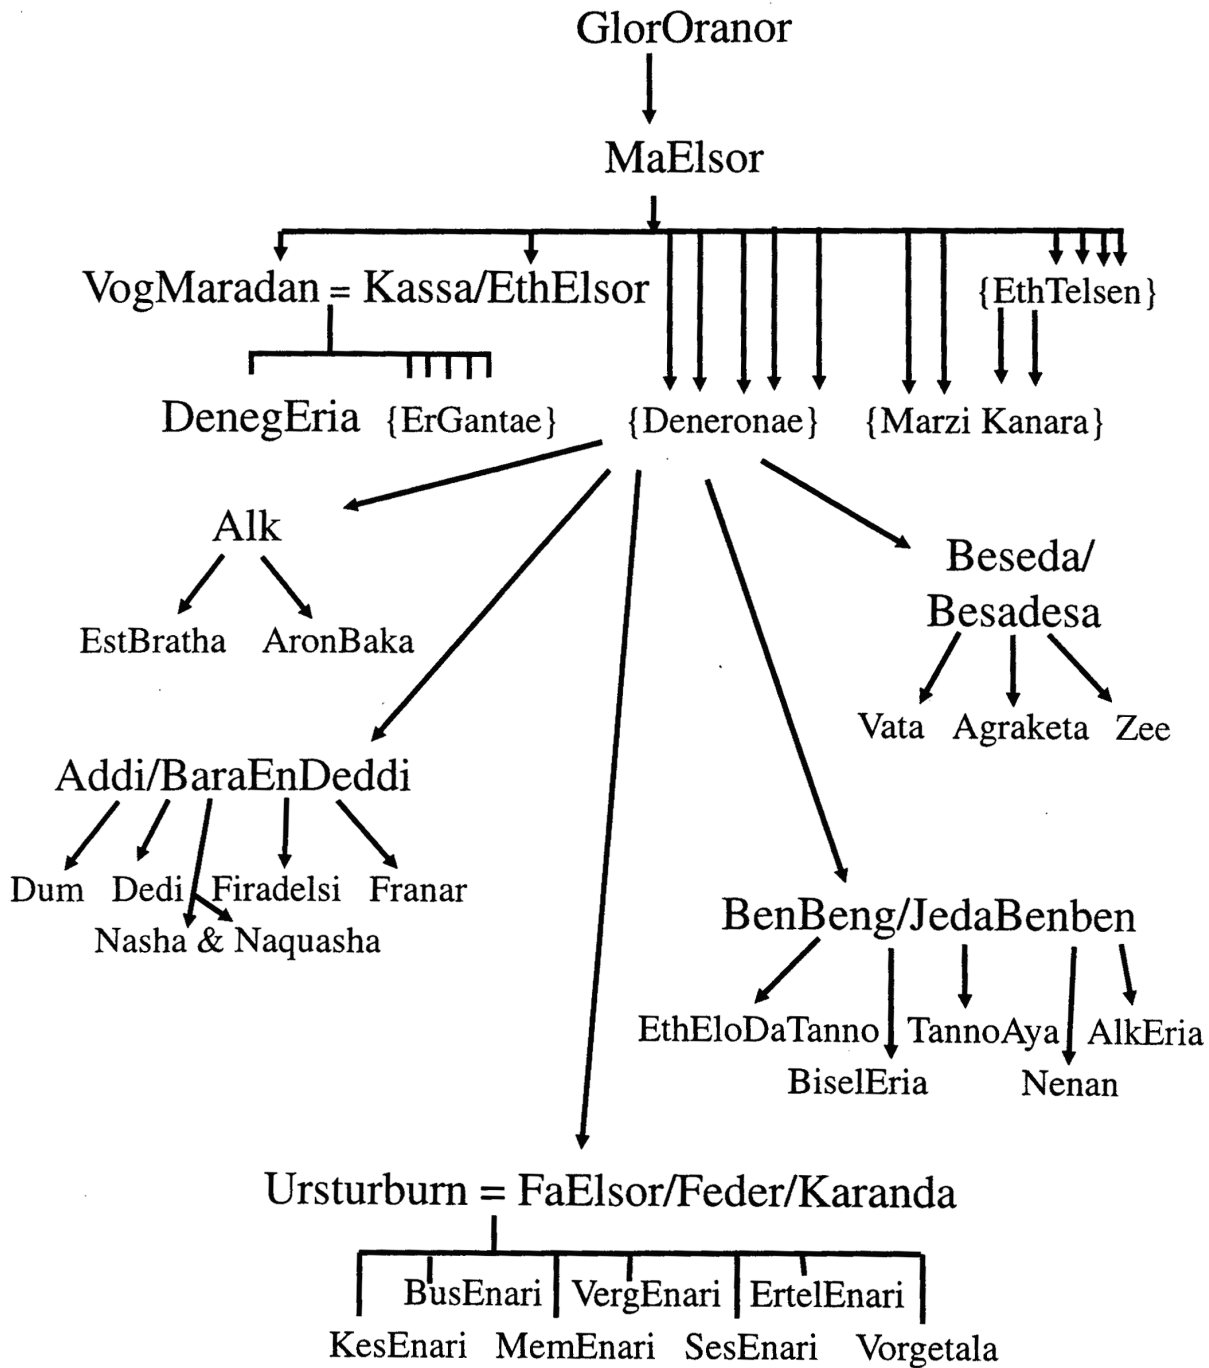 GlorOranor
MaElsor
VogMaradan = Kassa/EthElsor
{EthTelsen}
DenegEria {ErGantae} {Deneronae} {Marzi Kanara}
Alk
EstBratha AronBaka
Beseda/
Besadesa
Vata Agraketa Zee
Addi/BaraEnDeddi
Dum Dedi Firadelsi Franar
Nasha & Naquasha
BenBeng/JedaBenben
EthEloDaTanno TannoAya AlkEria
BiselEria Nenan
Ursturburn = FaElsor/Feder/Karanda
BusEnari VergEnari ErtelEnari
KesEnari MemEnari SesEnari Vorgetala